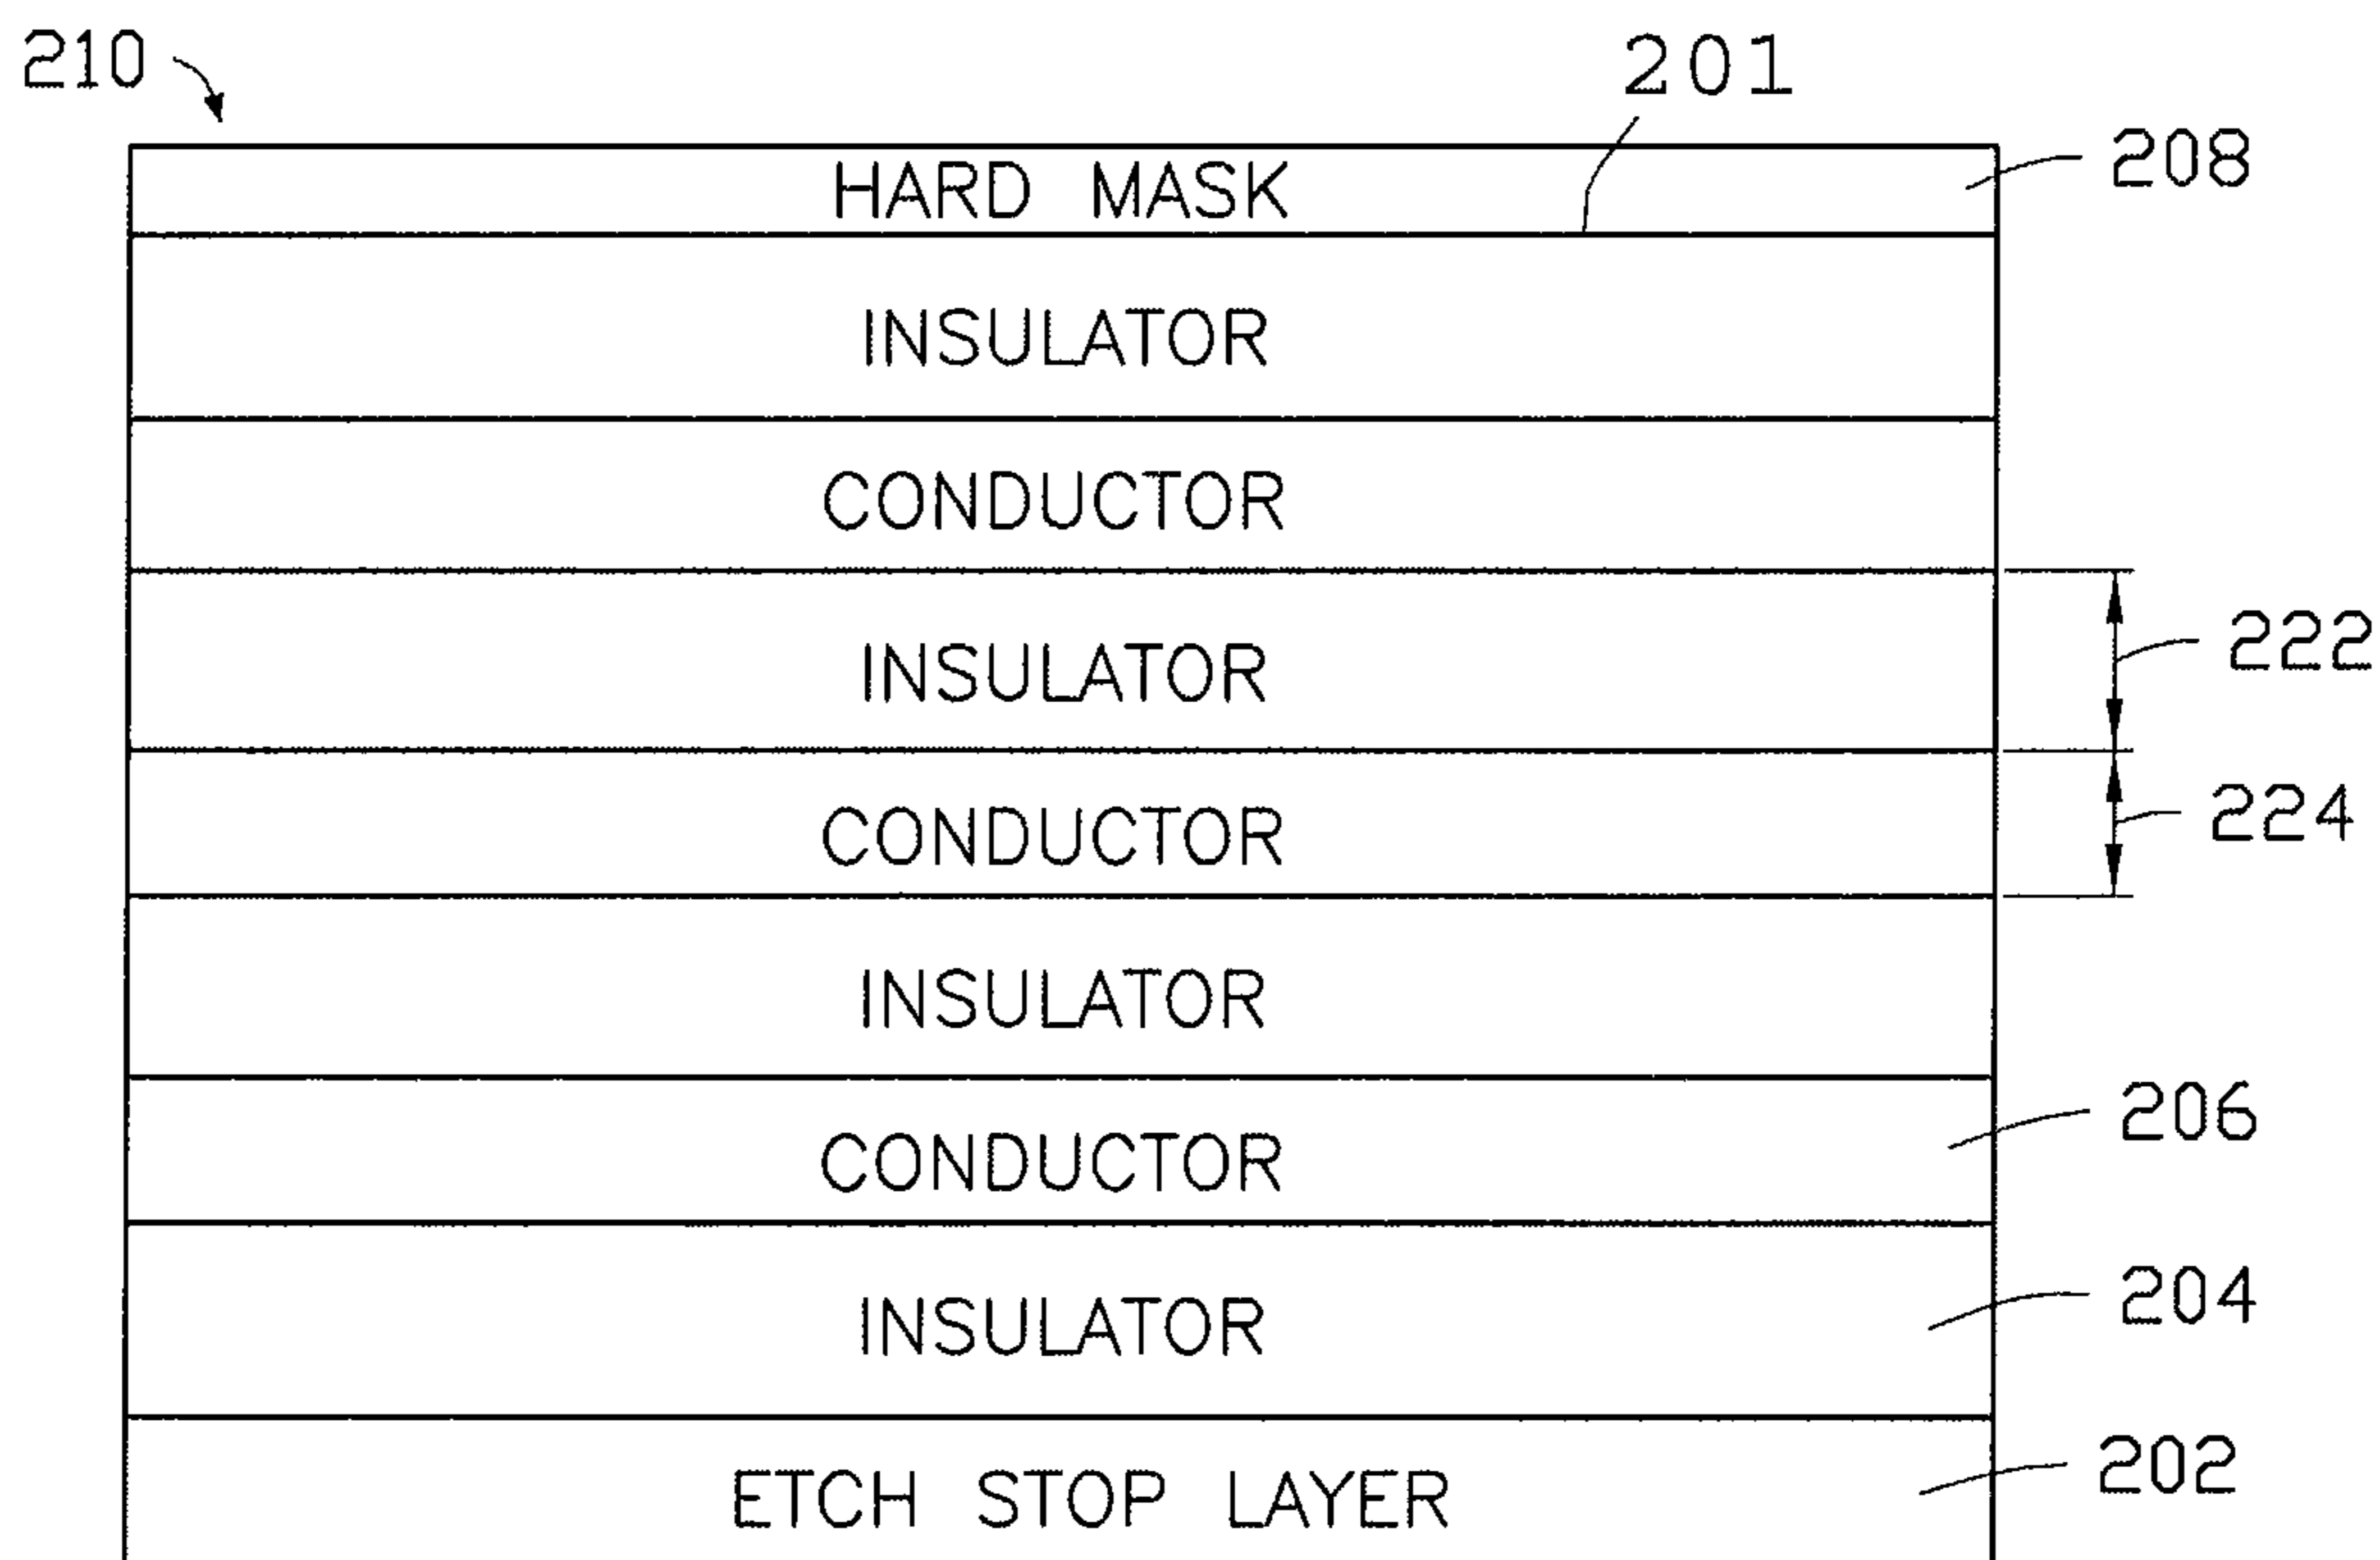 210
201
HARD MASK
208
INSULATOR
CONDUCTOR
INSULATOR
222
CONDUCTOR
224
INSULATOR
CONDUCTOR
206
INSULATOR
204
ETCH STOP LAYER
202